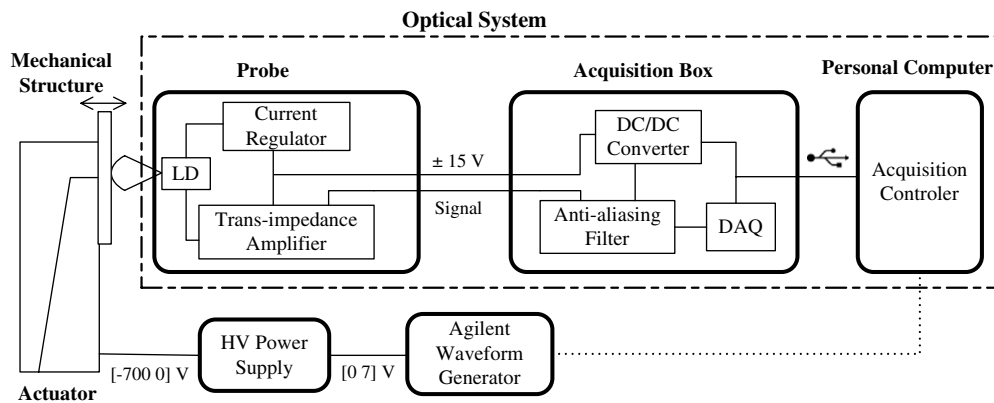 Optical System
Mechanical
Structure
Probe
Acquisition Box
Personal Computer
Current
Regulator
LD
Trans-impedance
Amplifier
± 15 V
Signal
DC/DC
Converter
Anti-aliasing
Filter
DAQ
Acquisition
Controler
HV Power
Supply
Agilent
Waveform
Generator
[-700 0] V
[0 7] V
Actuator